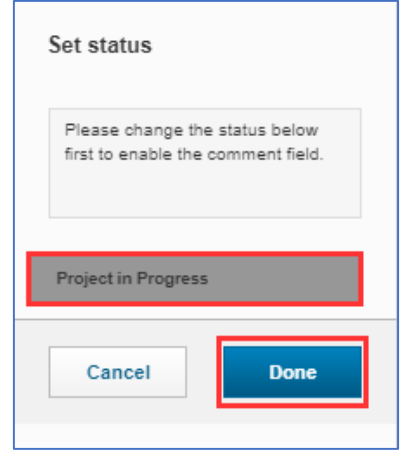 Set status
Please change the status below
first to enable the comment field.
Project in Progress
Cancel Done